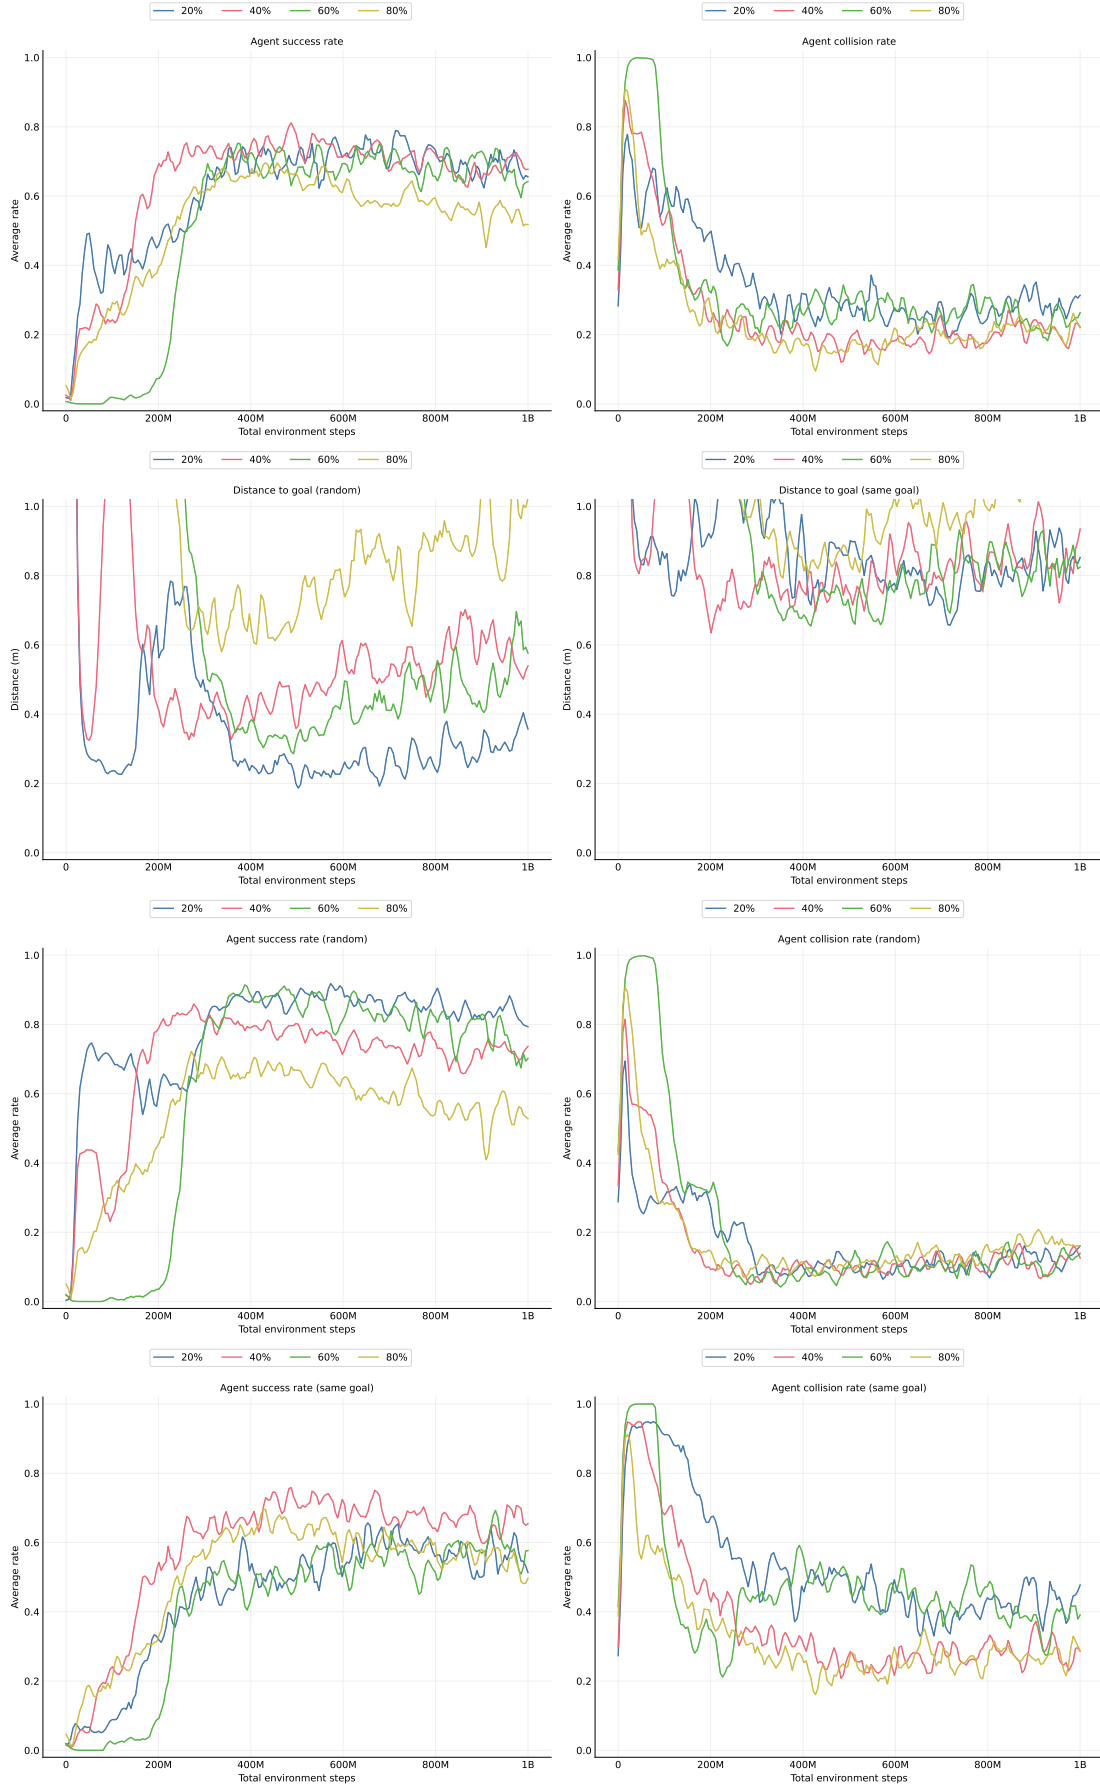 20% 40% 60% 80%
20% 40% 60% 80%
Agent success rate
Agent collision rate
1.0
0.8
0.6
0.4
0.2
0.0
Average rate
0 200M 400M 600M 800M 1B
Total environment steps
1.0
0.8
0.6
0.4
0.2
0.0
Average rate
0 200M 400M 600M 800M 1B
Total environment steps
20% 40% 60% 80%
20% 40% 60% 80%
Distance to goal (random)
Distance to goal (same goal)
1.0
0.8
0.6
0.4
0.2
0.0
Distance (m)
0 200M 400M 600M 800M 1B
Total environment steps
1.0
0.8
0.6
0.4
0.2
0.0
Distance (m)
0 200M 400M 600M 800M 1B
Total environment steps
20% 40% 60% 80%
20% 40% 60% 80%
Agent success rate (random)
Agent collision rate (random)
1.0
0.8
0.6
0.4
0.2
0.0
Average rate
0 200M 400M 600M 800M 1B
Total environment steps
1.0
0.8
0.6
0.4
0.2
0.0
Average rate
0 200M 400M 600M 800M 1B
Total environment steps
20% 40% 60% 80%
20% 40% 60% 80%
Agent success rate (same goal)
Agent collision rate (same goal)
1.0
0.8
0.6
0.4
0.2
0.0
Average rate
0 200M 400M 600M 800M 1B
Total environment steps
1.0
0.8
0.6
0.4
0.2
0.0
Average rate
0 200M 400M 600M 800M 1B
Total environment steps